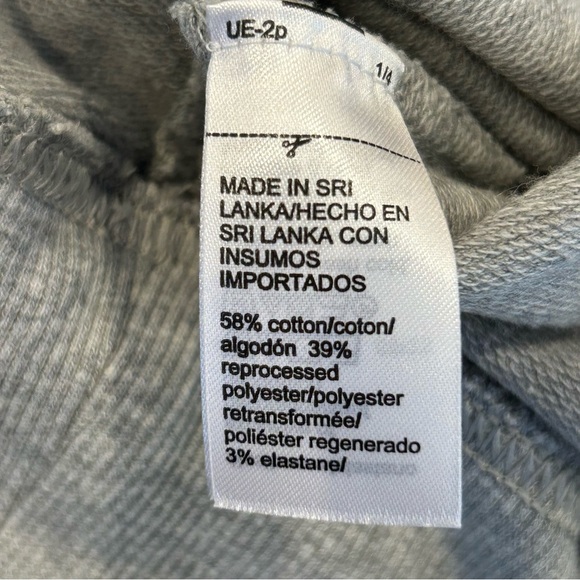 UE-2p
1/4
MADE IN SRI
LANKA/HECHO EN
SRI LANKA CON
INSUMOS
IMPORTADOS
58% cotton/coton/
algodón 39%
reprocessed
polyester/polyester
retransformée/
poliéster regenerado
3% elastane/